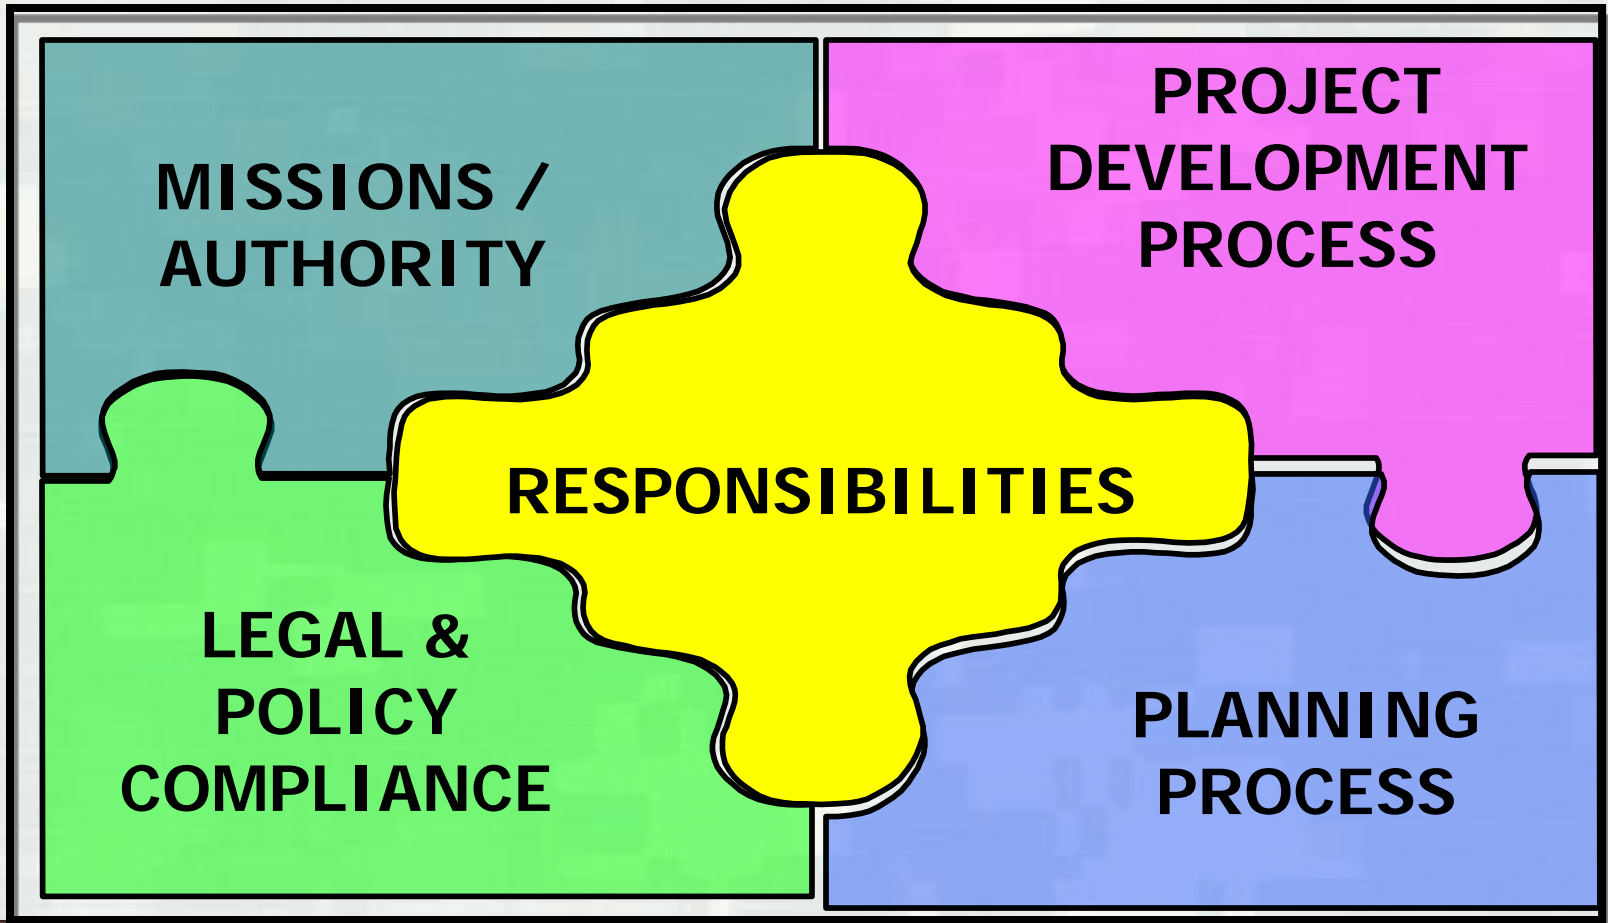 MISSIONS /
AUTHORITY
PROJECT
DEVELOPMENT
PROCESS
RESPONSIBILITIES
LEGAL &
POLICY
COMPLIANCE
PLANNING
PROCESS